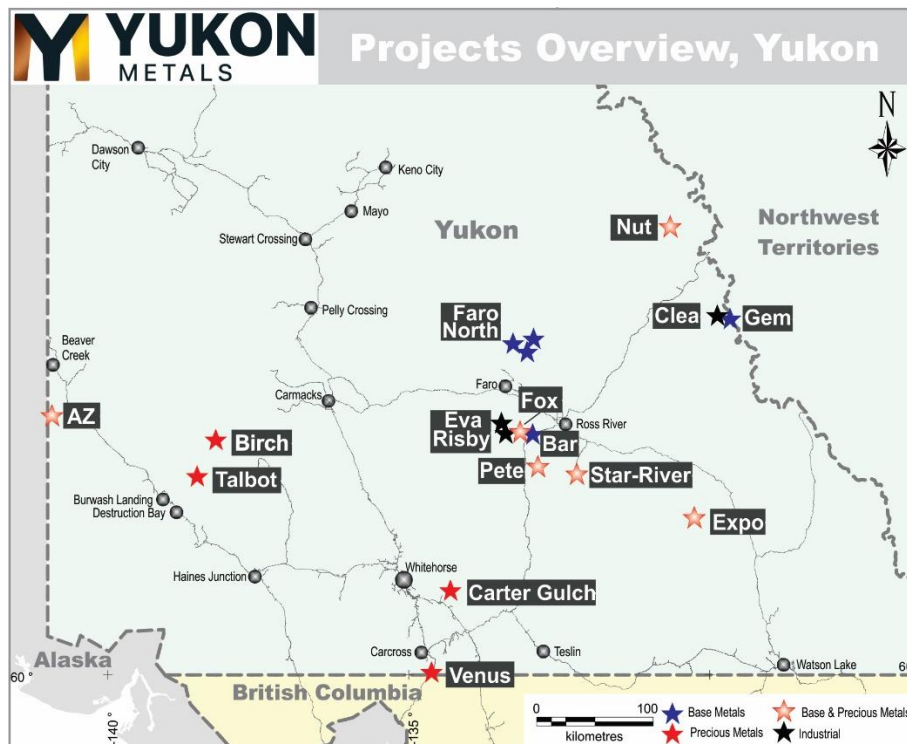 YUKON
METALS
Projects Overview, Yukon
N
Dawson
City
Keno City
Mayo
Stewart Crossing
Yukon
Nut
Northwest
Territories
Pelly Crossing
Clea
Gem
Faro
North
Beaver
Creek
Faro
Carmacks
Fox
AZ
Eva
Risby
Ross River
Bar
Birch
Talbot
Pete
Star-River
Burwash Landing
Destruction Bay
Expo
Haines Junction
Whitehorse
Carter Gulch
Carcross
Teslin
Watson Lake
Alaska
60°
Venus
British Columbia
-140°
-135°
0 100
kilometres
Base Metals
Precious Metals
Base & Precious Metals
Industrial